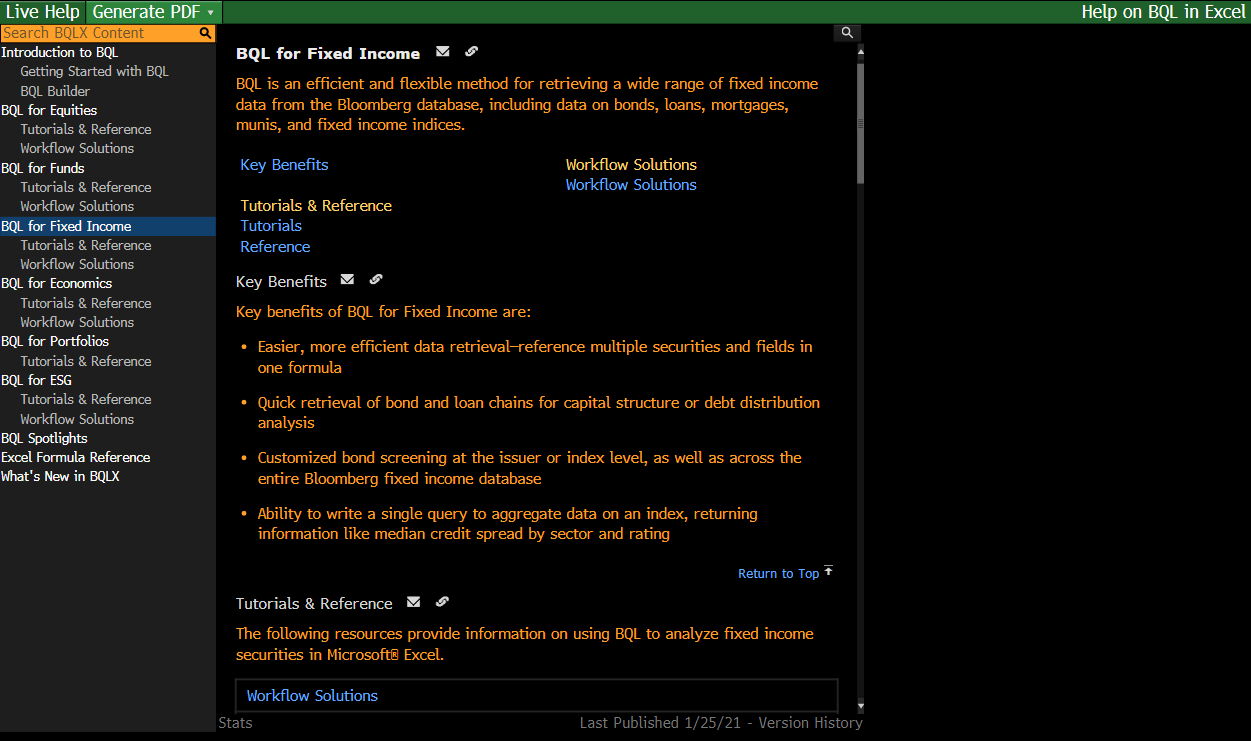 Live Help Generate PDF Help on BQL in Excel
Search BQLX Content
Introduction to BQL
Getting Started with BQL
BQL Builder
BQL for Equities
Tutorials & Reference
Workflow Solutions
BQL for Funds
Tutorials & Reference
Workflow Solutions
BQL for Fixed Income
Tutorials & Reference
Workflow Solutions
BQL for Economics
Tutorials & Reference
Workflow Solutions
BQL for Portfolios
Tutorials & Reference
BQL for ESG
Tutorials & Reference
Workflow Solutions
BQL Spotlights
Excel Formula Reference
What's New in BQLX
BQL for Fixed Income
BQL is an efficient and flexible method for retrieving a wide range of fixed income
data from the Bloomberg database, including data on bonds, loans, mortgages,
munis, and fixed income indices.
Key Benefits
Workflow Solutions
Workflow Solutions
Tutorials & Reference
Tutorials
Reference
Key Benefits
Key benefits of BQL for Fixed Income are:
• Easier, more efficient data retrieval—reference multiple securities and fields in
one formula
• Quick retrieval of bond and loan chains for capital structure or debt distribution
analysis
• Customized bond screening at the issuer or index level, as well as across the
entire Bloomberg fixed income database
• Ability to write a single query to aggregate data on an index, returning
information like median credit spread by sector and rating
Return to Top
Tutorials & Reference
The following resources provide information on using BQL to analyze fixed income
securities in Microsoft® Excel.
Workflow Solutions
Stats Last Published 1/25/21 - Version History